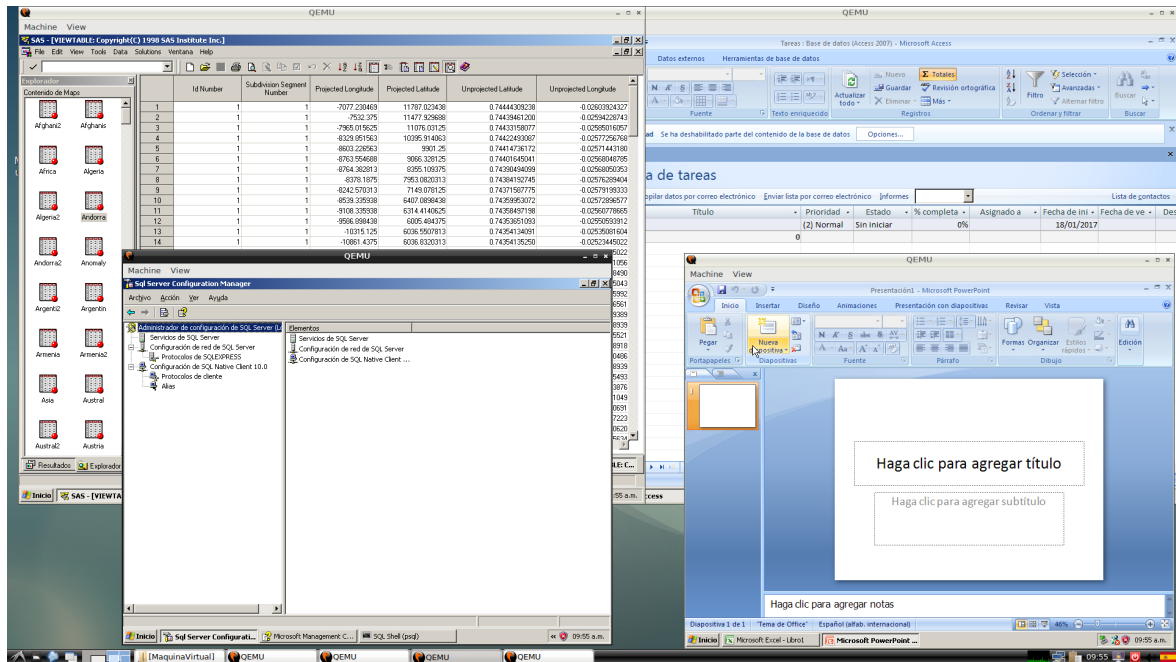 QEMU
Machine View
SAS - [VIEWTABLE: Copyright(C) 1998 SAS Institute Inc.]
File Edit View Tools Data Solutions Ventana Help
Explorador
Contenido de Maps
Afghani2 Afghanis
Africa Algeria
Algeria2 Andorra
Andorra2 Anomaly
Argenti2 Argentin
Armenia Armenia2
Asia Austral
Austral2 Austria
Resultados Explorador
Id Number Subdivision Segment Number Projected Longitude Projected Latitude Unprojected Latitude Unprojected Longitude
1 1 1 -7077.230469 11787.023438 0.74444309238 -0.02603924327
2 1 1 -7532.375 11477.929688 0.74439461200 -0.02594228743
3 1 1 -7965.015625 11076.03125 0.74433158077 -0.02585016057
4 1 1 -8329.851563 10395.914063 0.74422493087 -0.02577256768
5 1 1 -8603.226563 9901.25 0.74414736172 -0.02571443180
6 1 1 -8763.554688 9066.328125 0.74401645041 -0.02568048785
7 1 1 -8764.382813 8355.109375 0.74390494099 -0.02568050353
8 1 1 -8378.1875 7953.0820313 0.74384192745 -0.02576289404
9 1 1 -8242.570313 7149.078125 0.74371587775 -0.02579199333
10 1 1 -8539.335938 6407.0898438 0.74359953072 -0.02572896577
11 1 1 -9108.335938 6314.4140625 0.74358497198 -0.02560778665
12 1 1 -9586.898438 6005.484375 0.74353651093 -0.02550593912
13 1 1 -10315.125 6036.5507813 0.74354134091 -0.02535081604
14 1 1 -10861.4375 6036.8320313 0.74354135250 -0.02523445022
Inicio SAS - [VIEWTA
:55 a.m.
QEMU
Tareas : Base de datos (Access 2007) - Microsoft Access
Datos externos Herramientas de base de datos
Fuente
Texto enriquecido
Actualizar todo
Nuevo
Guardar
Eliminar
Totales
Revisión ortográfica
Más
Registros
Filtro
Selección
Avanzadas
Alternar filtro
Ordenar y filtrar
Buscar
Buscar
ad Se ha deshabilitado parte del contenido de la base de datos Opciones...
a de tareas
opilar datos por correo electrónico Enviar lista por correo electrónico Informes Lista de contactos
Título Prioridad Estado % completa Asignado a Fecha de ini Fecha de ve Des
(2) Normal Sin iniciar 0% 18/01/2017
0
ccess
QEMU
Machine View
Sql Server Configuration Manager
Archivo Acción Ver Ayuda
Administrador de configuración de SQL Server (L
Servicios de SQL Server
Configuración de red de SQL Server
Protocolos de SQLEXPRESS
Configuración de SQL Native Client 10.0
Protocolos de cliente
Alias
Elementos
Servicios de SQL Server
Configuración de red de SQL Server
Configuración de SQL Native Client ...
Inicio Sql Server Configurati... Microsoft Management C... SQL Shell (psql) 09:55 a.m.
QEMU
Machine View
Presentación1 - Microsoft PowerPoint
Inicio Insertar Diseño Animaciones Presentación con diapositivas Revisar Vista
Pegar
Portapapeles
Nueva
diapositiva
Diapositivas
Fuente
Párrafo
Formas Organizar Estilos rápidos
Dibujo
Edición
1
Haga clic para agregar título
Haga clic para agregar subtítulo
Haga clic para agregar notas
Diapositiva 1 de 1 "Tema de Office" Español (alfab. internacional) 46%
Inicio Microsoft Excel - Libro1 Microsoft PowerPoint ... 09:55 a.m.
[MaquinaVirtual] QEMU QEMU QEMU QEMU 09:55